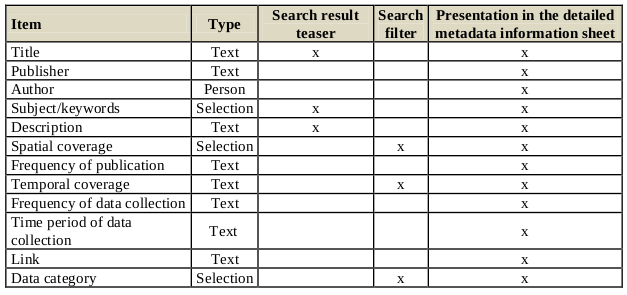 Item Type Search result teaser Search filter Presentation in the detailed metadata information sheet
Title Text x x
Publisher Text x
Author Person x
Subject/keywords Selection x x
Description Text x x
Spatial coverage Selection x x
Frequency of publication Text x
Temporal coverage Text x x
Frequency of data collection Text x
Time period of data collection Text x
Link Text x
Data category Selection x x